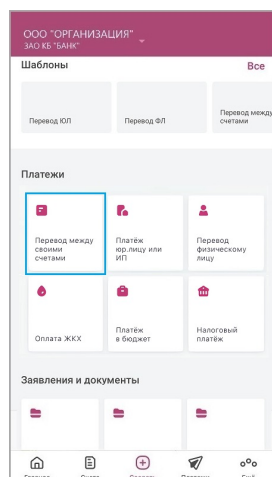 ООО "ОРГАНИЗАЦИЯ"
ЗАО КБ "БАНК"
Шаблоны Все
Перевод ЮЛ
Перевод ФЛ
Перевод между
счетами
Платежи
Перевод между
своими
счетами
Платёж
юр.лицу или
ИП
Перевод
физическому
лицу
Оплата ЖКХ
Платёж
в бюджет
Налоговый
платёж
Заявления и документы